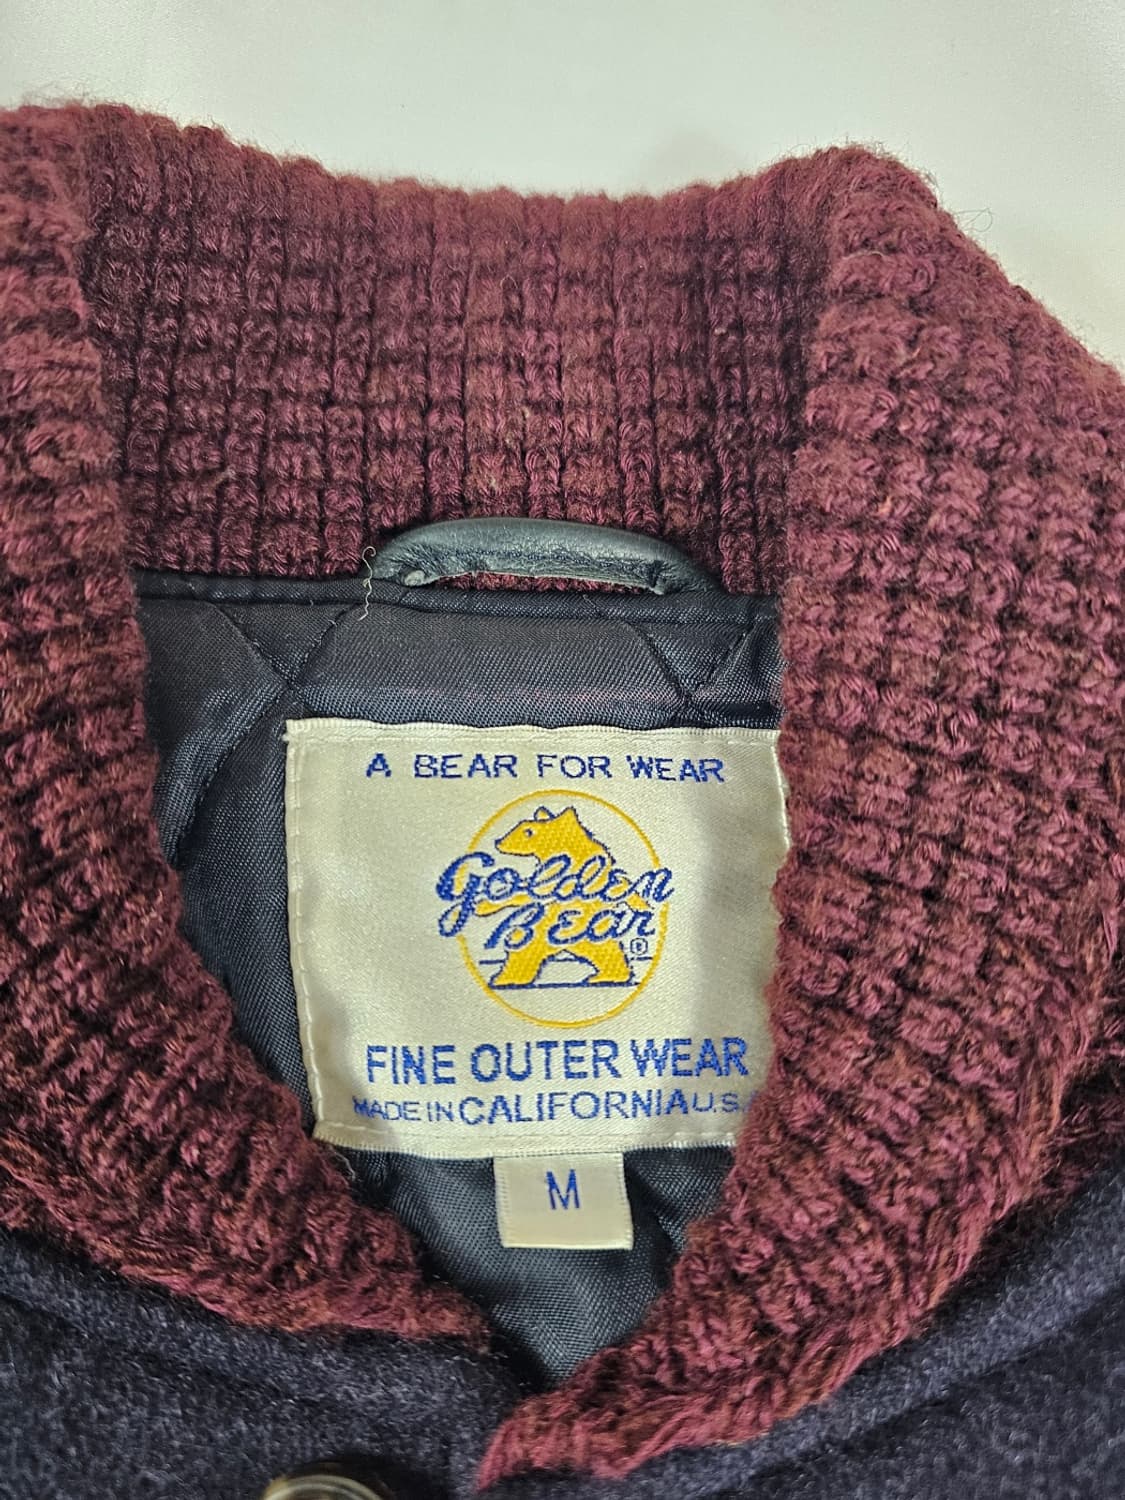 A BEAR FOR WEAR
Golden
Bear®
FINE OUTER WEAR
MADE IN CALIFORNIA U.S.
M